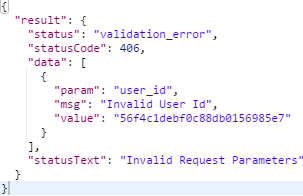 {
  "result": {
    "status": "validation_error",
    "statusCode": 406,
    "data": [
      {
        "param": "user_id",
        "msg": "Invalid User Id",
        "value": "56f4c1debf0c88db0156985e7"
      }
    ],
    "statusText": "Invalid Request Parameters"
  }
}